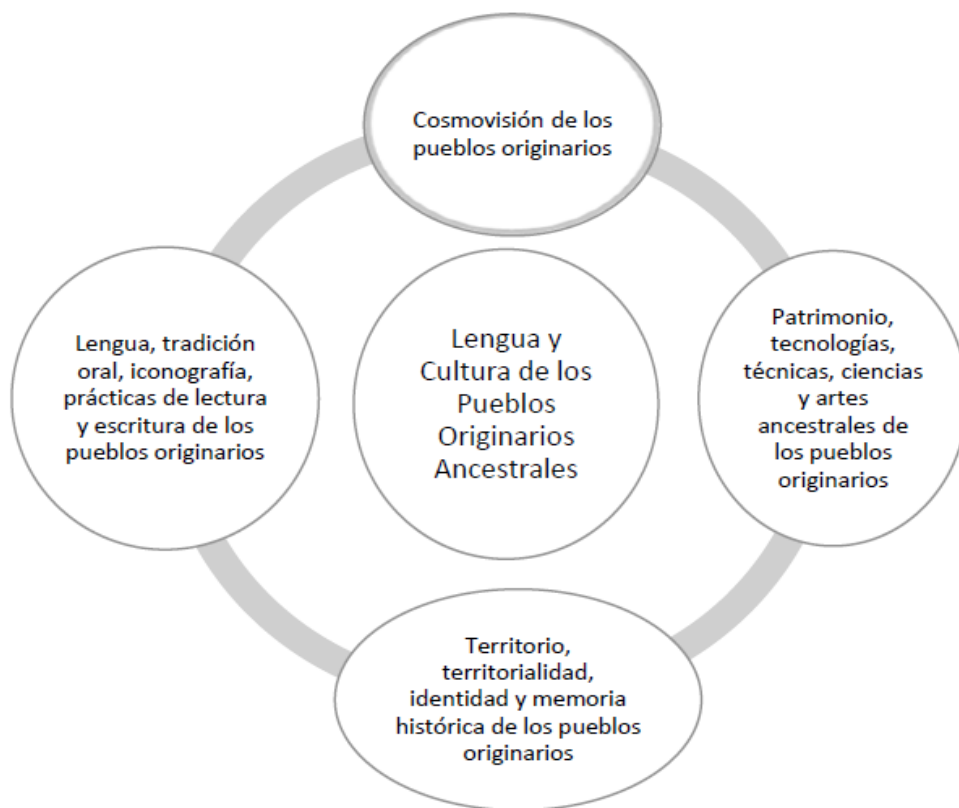 Cosmovisión de los
pueblos originarios
Lengua, tradición
oral, iconografía,
prácticas de lectura
y escritura de los
pueblos originarios
Lengua y
Cultura de los
Pueblos
Originarios
Ancestrales
Patrimonio,
tecnologías,
técnicas, ciencias
y artes
ancestrales de
los pueblos
originarios
Territorio,
territorialidad,
identidad y memoria
histórica de los pueblos
originarios